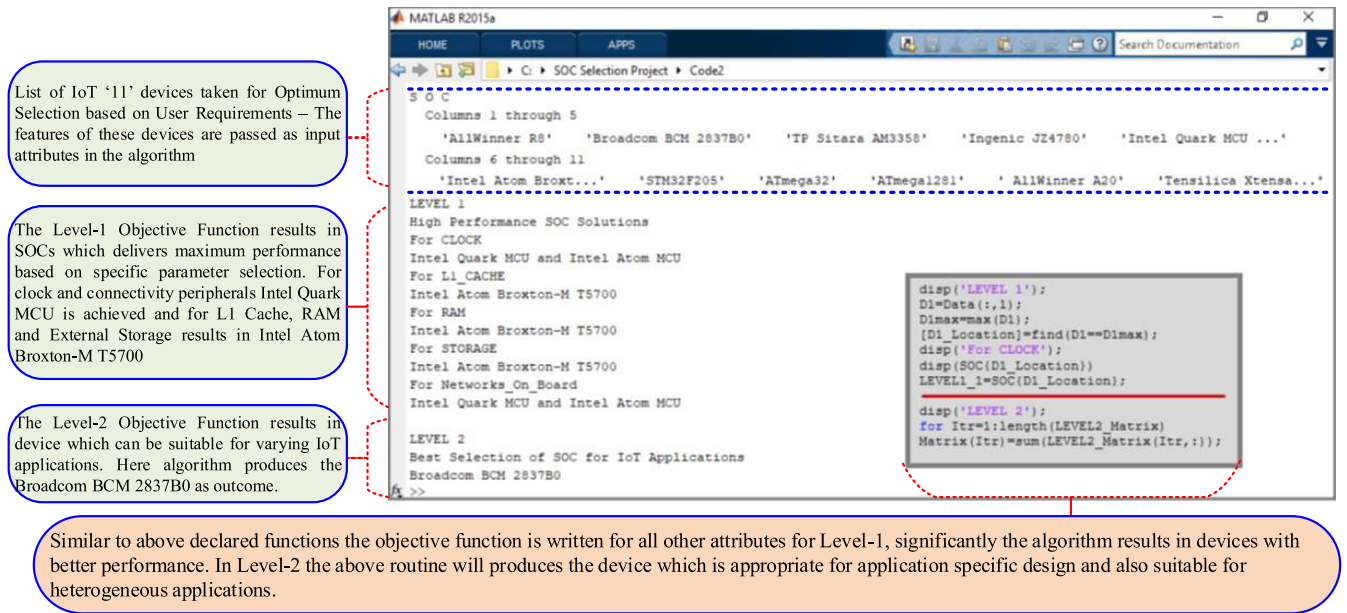 MATLAB R2015a
HOME PLOTS APPS Search Documentation
C: SOC Selection Project Code2
List of IoT ‘11’ devices taken for Optimum
Selection based on User Requirements – The
features of these devices are passed as input
attributes in the algorithm
S O C
Columns 1 through 5
'AllWinner R8' 'Broadcom BCM 2837B0' 'TP Sitara AM3358' 'Ingenic JZ4780' 'Intel Quark MCU ...'
Columns 6 through 11
'Intel Atom Broxt...' 'STM32F205' 'ATmega32' 'ATmega1281' ' AllWinner A20' 'Tensilica Xtensa...'
The Level-1 Objective Function results in
SOCs which delivers maximum performance
based on specific parameter selection. For
clock and connectivity peripherals Intel Quark
MCU is achieved and for L1 Cache, RAM
and External Storage results in Intel Atom
Broxton-M T5700
LEVEL 1
High Performance SOC Solutions
For CLOCK
Intel Quark MCU and Intel Atom MCU
For L1_CACHE
Intel Atom Broxton-M T5700
For RAM
Intel Atom Broxton-M T5700
For STORAGE
Intel Atom Broxton-M T5700
For Networks_On_Board
Intel Quark MCU and Intel Atom MCU
disp('LEVEL 1');
D1=Data(:,1);
D1max=max(D1);
[D1_Location]=find(D1==D1max);
disp('For CLOCK');
disp(SOC(D1_Location))
LEVEL1_1=SOC(D1_Location);
disp('LEVEL 2');
for Itr=1:length(LEVEL2_Matrix)
Matrix(Itr)=sum(LEVEL2_Matrix(Itr,:));
The Level-2 Objective Function results in
device which can be suitable for varying IoT
applications. Here algorithm produces the
Broadcom BCM 2837B0 as outcome.
LEVEL 2
Best Selection of SOC for IoT Applications
Broadcom BCM 2837B0
fx >>
Similar to above declared functions the objective function is written for all other attributes for Level-1, significantly the algorithm results in devices with
better performance. In Level-2 the above routine will produces the device which is appropriate for application specific design and also suitable for
heterogeneous applications.